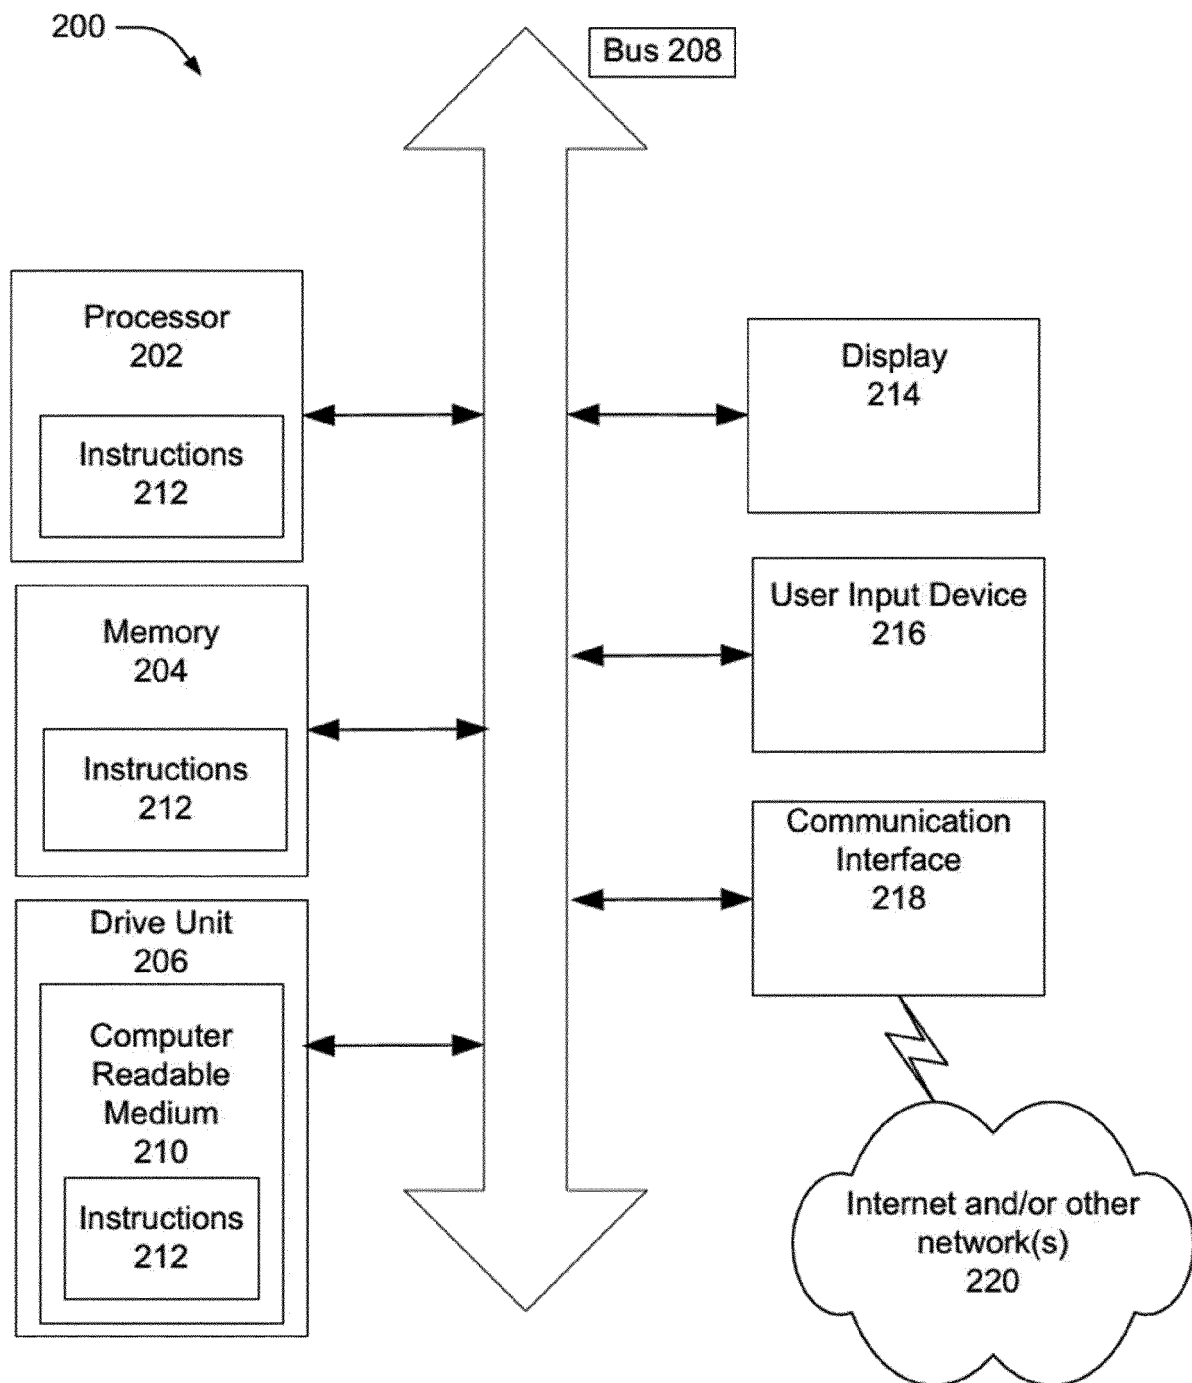 200
Bus 208
Processor
202
Instructions
212
Memory
204
Instructions
212
Drive Unit
206
Computer
Readable
Medium
210
Instructions
212
Display
214
User Input Device
216
Communication
Interface
218
Internet and/or other
network(s)
220